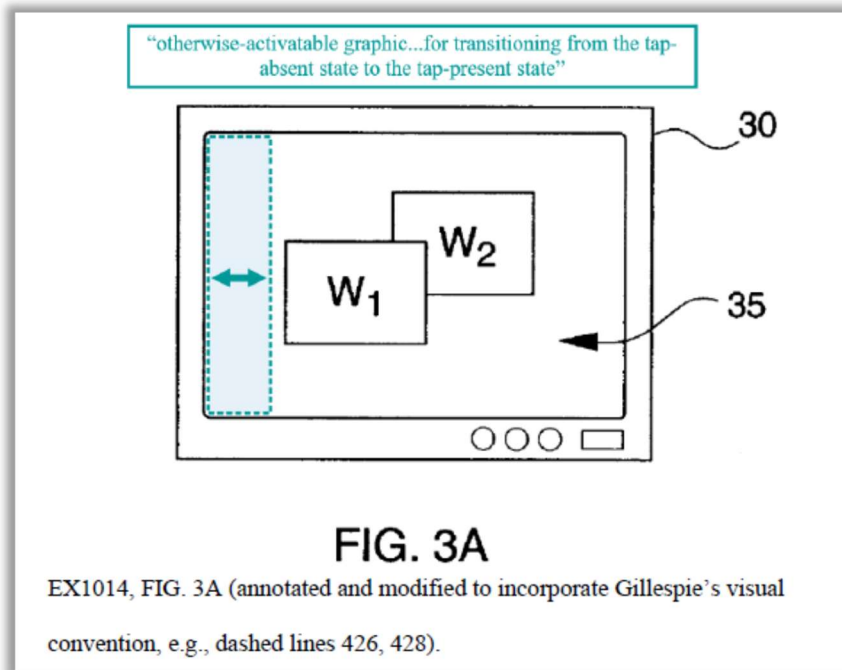 “otherwise-activatable graphic...for transitioning from the tap-
absent state to the tap-present state”
30
W2
W1
35
FIG. 3A
EX1014, FIG. 3A (annotated and modified to incorporate Gillespie’s visual
convention, e.g., dashed lines 426, 428).